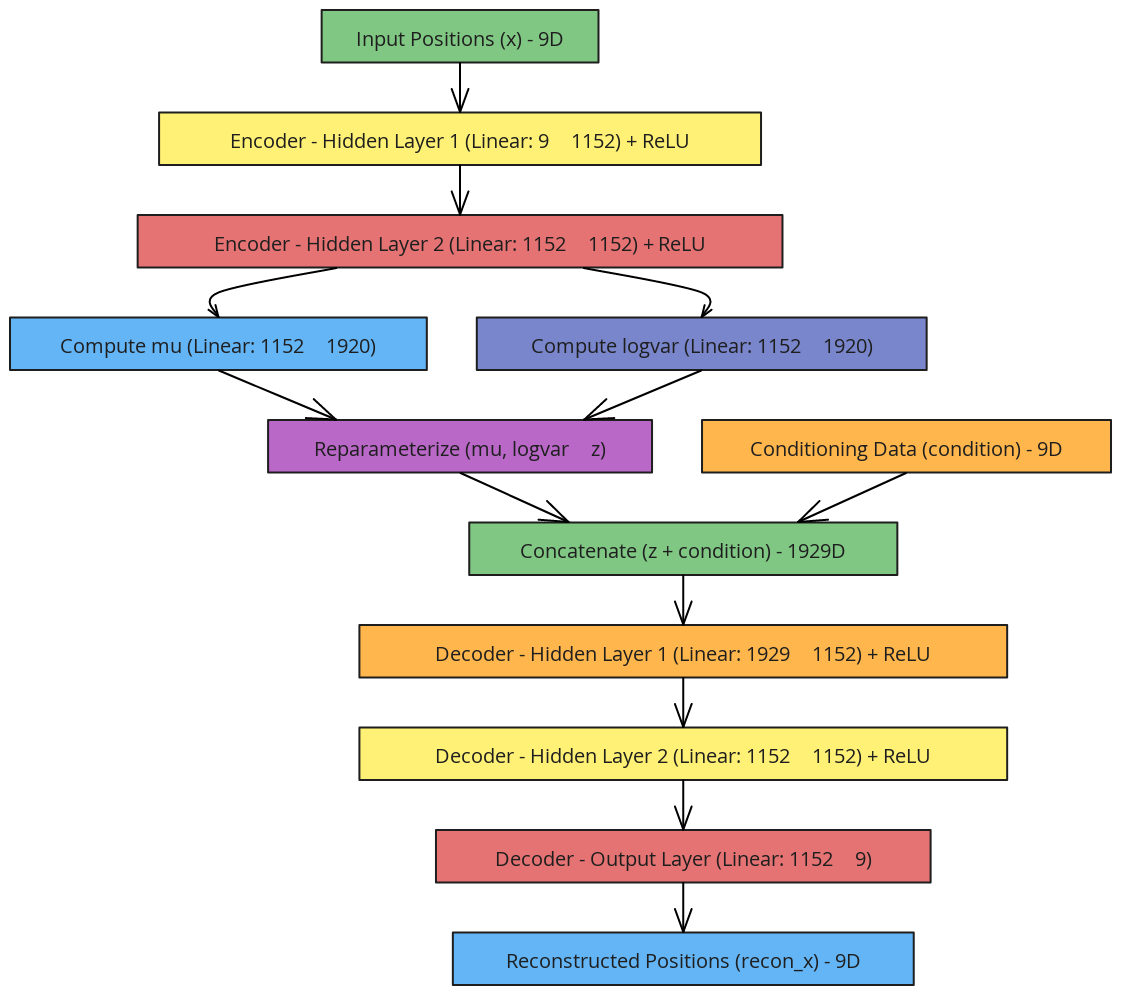 Input Positions (x) - 9D
Encoder - Hidden Layer 1 (Linear: 9 1152) + ReLU
Encoder - Hidden Layer 2 (Linear: 1152 1152) + ReLU
Compute mu (Linear: 1152 1920)
Compute logvar (Linear: 1152 1920)
Reparameterize (mu, logvar z)
Conditioning Data (condition) - 9D
Concatenate (z + condition) - 1929D
Decoder - Hidden Layer 1 (Linear: 1929 1152) + ReLU
Decoder - Hidden Layer 2 (Linear: 1152 1152) + ReLU
Decoder - Output Layer (Linear: 1152 9)
Reconstructed Positions (recon_x) - 9D